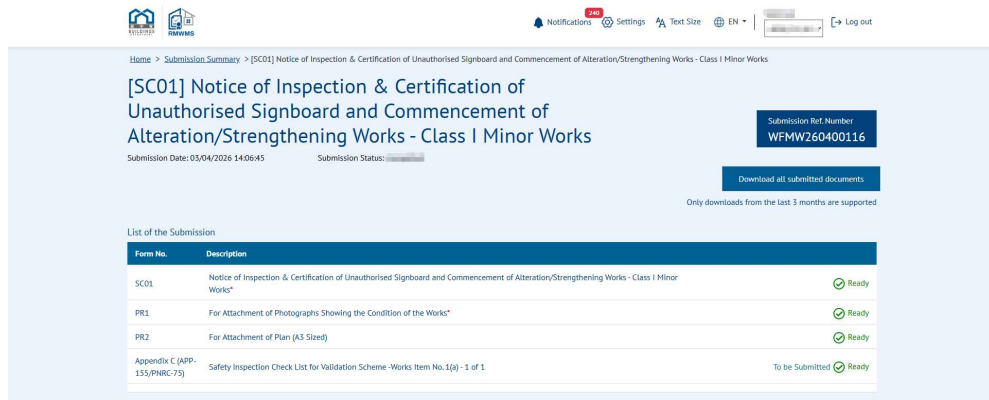 BUILDINGS
DEPARTMENT
RMWMS
240
Notifications Settings Text Size EN Log out
Home > Submission Summary > [SC01] Notice of Inspection & Certification of Unauthorised Signboard and Commencement of Alteration/Strengthening Works - Class I Minor Works
[SC01] Notice of Inspection & Certification of
Unauthorised Signboard and Commencement of
Alteration/Strengthening Works - Class I Minor Works
Submission Ref. Number
WFMW260400116
Submission Date: 03/04/2026 14:06:45 Submission Status:
Download all submitted documents
Only downloads from the last 3 months are supported
List of the Submission
Form No. Description
SC01 Notice of Inspection & Certification of Unauthorised Signboard and Commencement of Alteration/Strengthening Works - Class I Minor
Works* Ready
PR1 For Attachment of Photographs Showing the Condition of the Works* Ready
PR2 For Attachment of Plan (A3 Sized) Ready
Appendix C (APP-
155/PNRC-75) Safety Inspection Check List for Validation Scheme -Works Item No. 1(a) - 1 of 1 To be Submitted Ready